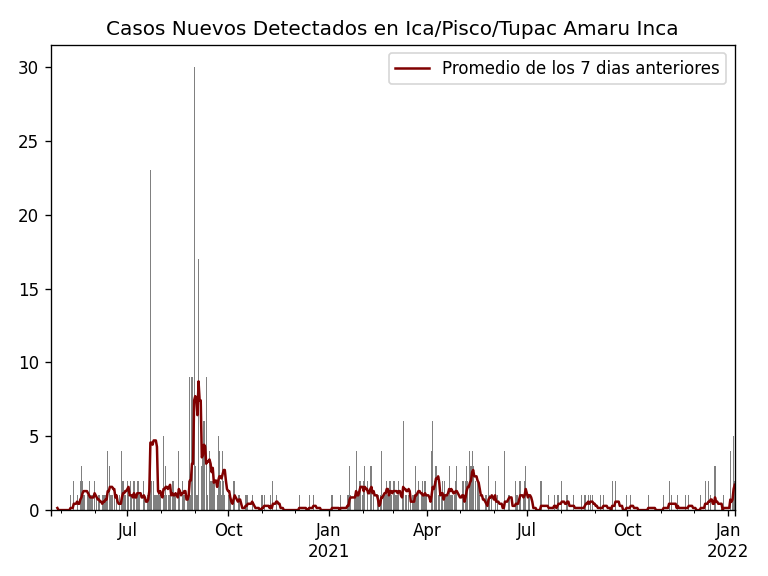 Casos Nuevos Detectados en Ica/Pisco/Tupac Amaru Inca
Promedio de los 7 dias anteriores
30
25
20
15
10
5
0
Jul Oct Jan Apr Jul Oct Jan
2021 2022